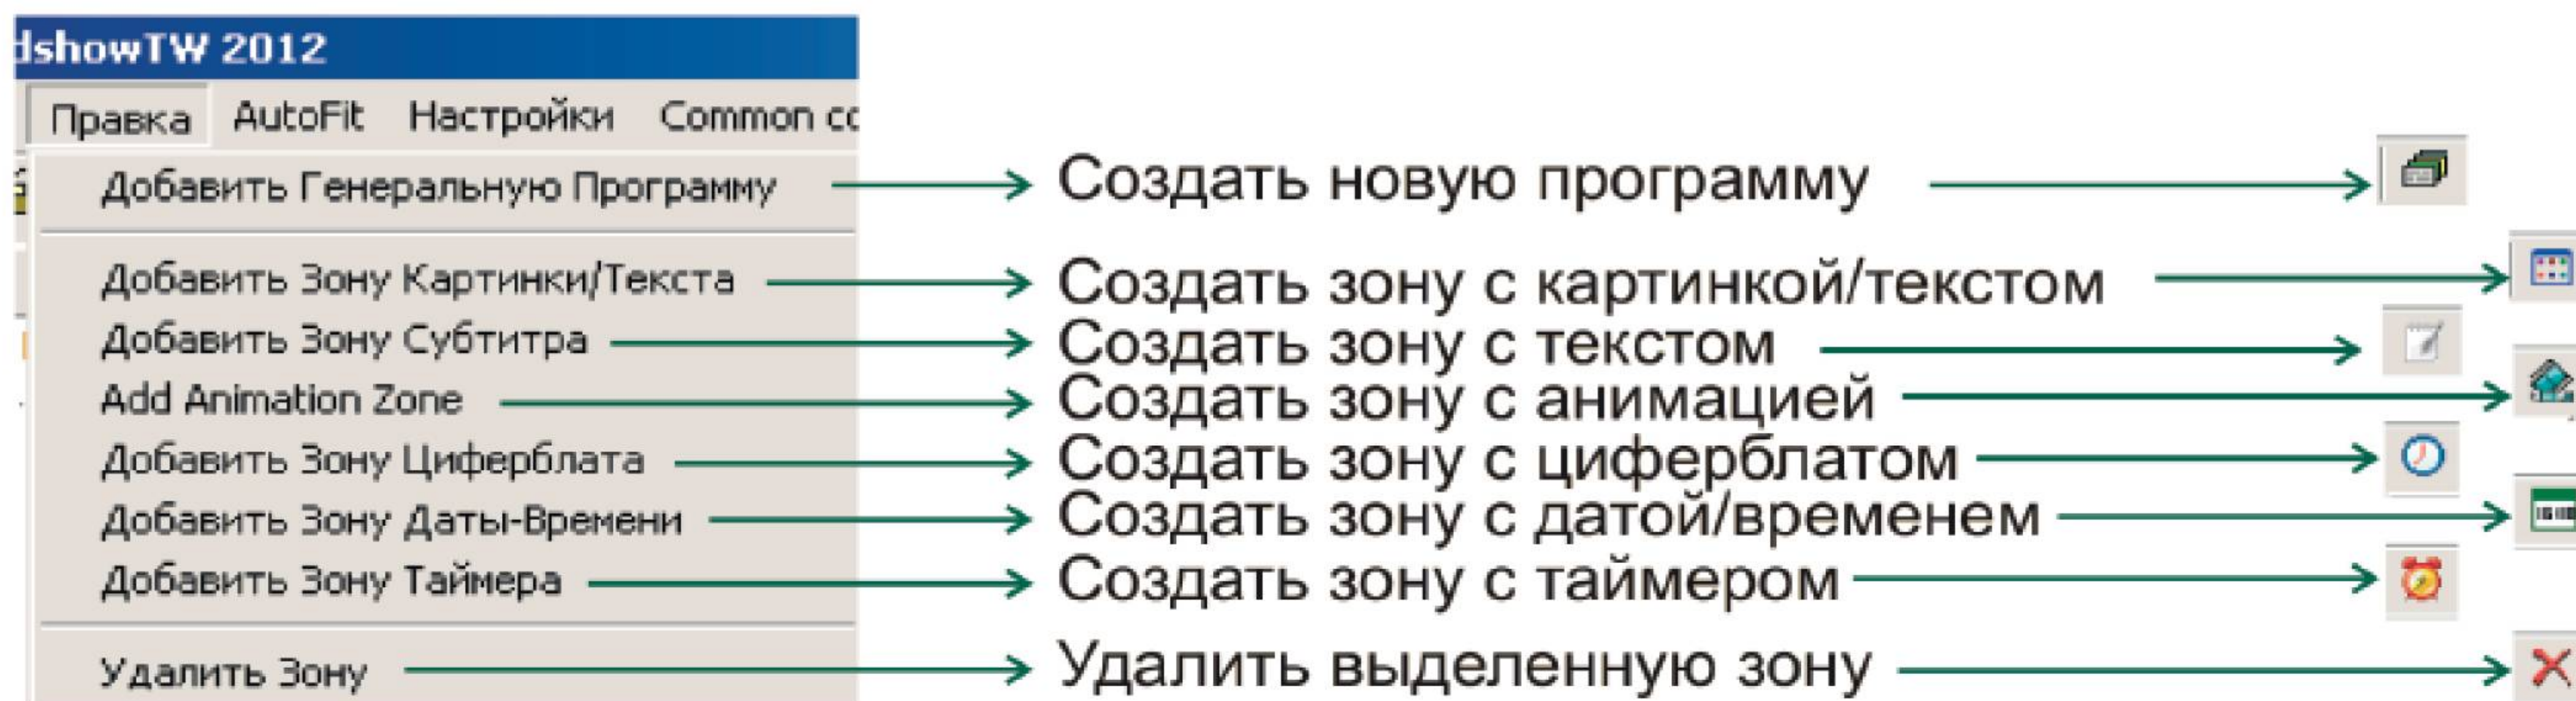 dshowTW 2012
Правка AutoFit Настройки Common cc
Добавить Генеральную Программу Создать новую программу
Добавить Зону Картинки/Текста Создать зону с картинкой/текстом
Добавить Зону Субтитра Создать зону с текстом
Add Animation Zone Создать зону с анимацией
Добавить Зону Циферблата Создать зону с циферблатом
Добавить Зону Даты-Времени Создать зону с датой/временем
Добавить Зону Таймера Создать зону с таймером
Удалить Зону Удалить выделенную зону